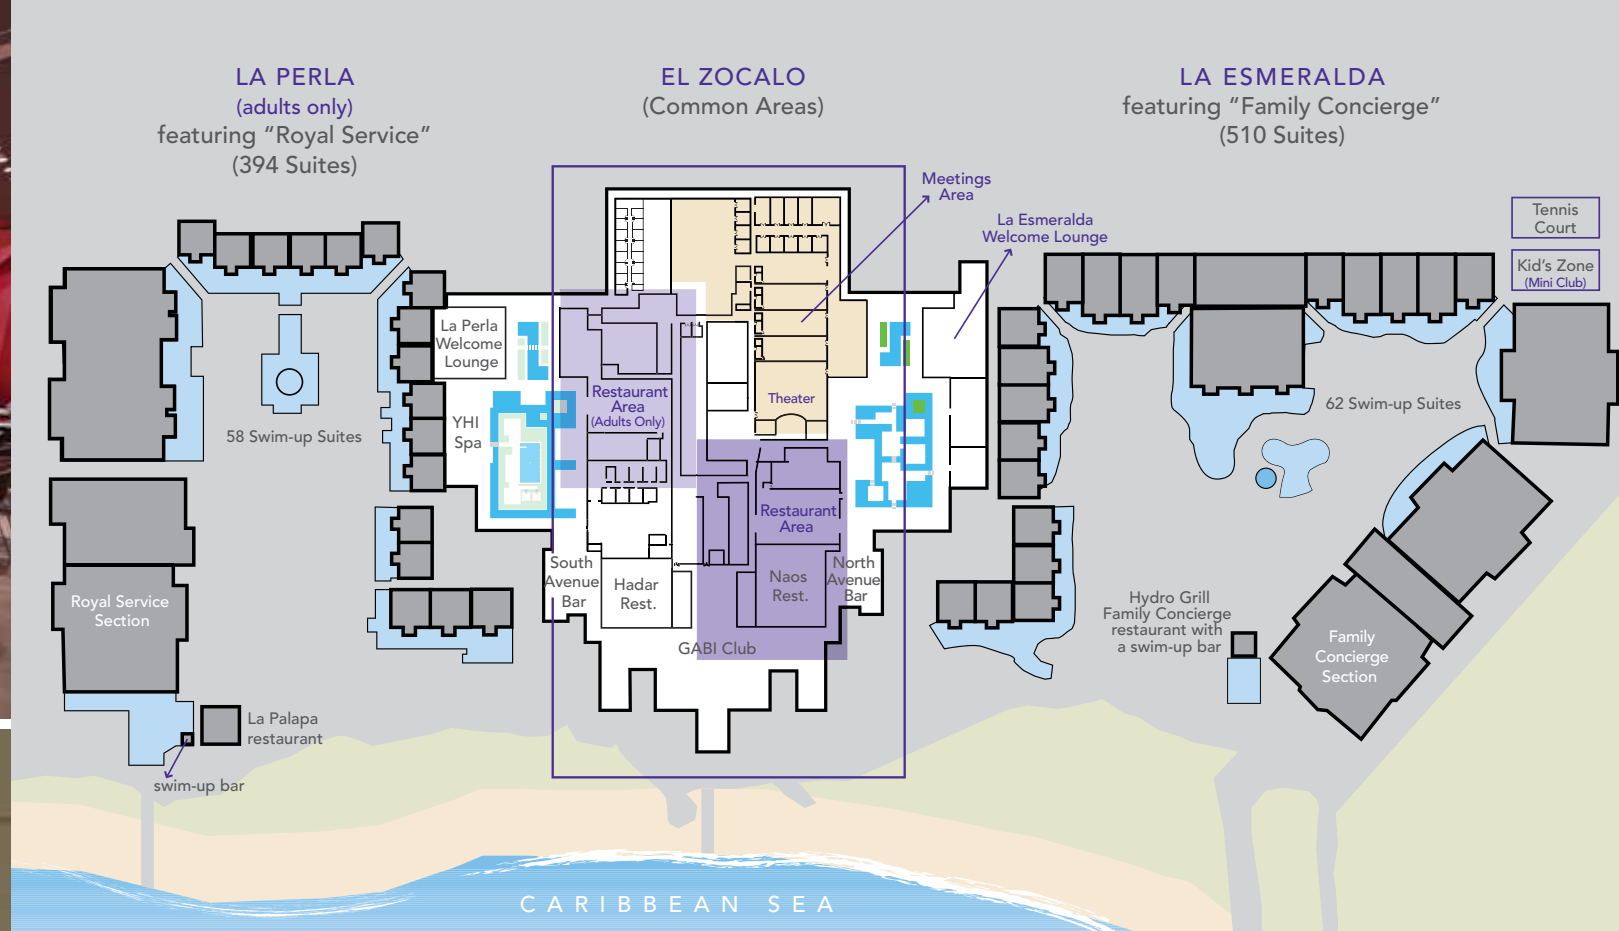 LA PERLA
(adults only)
featuring “Royal Service”
(394 Suites)
EL ZOCALO
(Common Areas)
LA ESMERALDA
featuring “Family Concierge”
(510 Suites)
Meetings
Area
La Esmeralda
Welcome Lounge
Tennis
Court
Kid’s Zone
(Mini Club)
La Perla
Welcome
Lounge
YHI
Spa
58 Swim-up Suites
Restaurant
Area
(Adults Only)
Theater
62 Swim-up Suites
Restaurant
Area
South
Avenue
Bar
Hadar
Rest.
Naos
Rest.
North
Avenue
Bar
GABI Club
Royal Service
Section
Hydro Grill
Family Concierge
restaurant with
a swim-up bar
Family
Concierge
Section
La Palapa
restaurant
swim-up bar
CARIBBEAN SEA